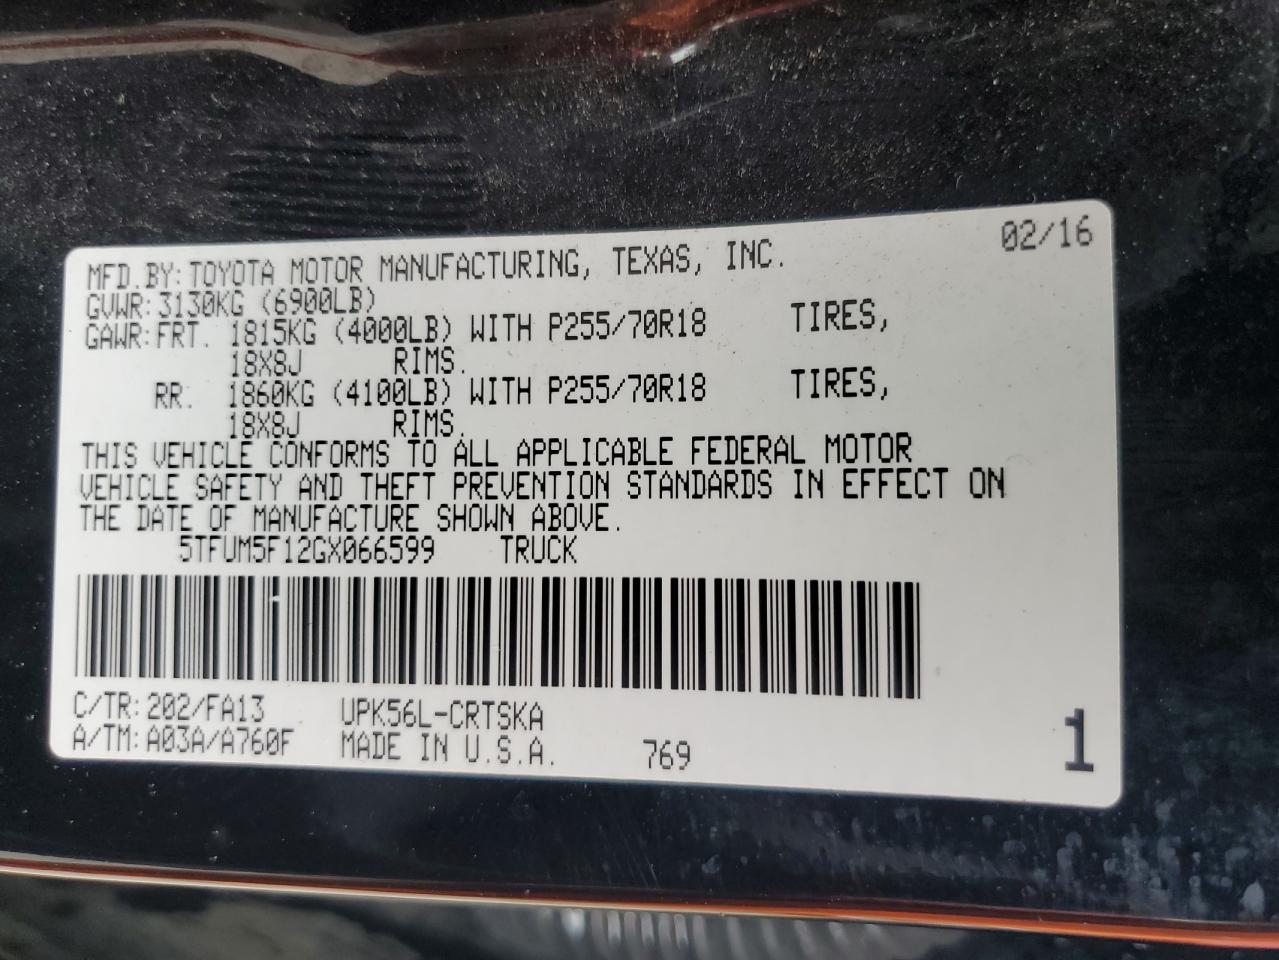 02/16
MFD.BY: TOYOTA MOTOR MANUFACTURING, TEXAS, INC.
GVWR: 3130KG (6900LB)
GAWR: FRT. 1815KG (4000LB) WITH P255/70R18 TIRES,
18X8J RIMS.
RR. 1860KG (4100LB) WITH P255/70R18 TIRES,
18X8J RIMS.
THIS VEHICLE CONFORMS TO ALL APPLICABLE FEDERAL MOTOR
VEHICLE SAFETY AND THEFT PREVENTION STANDARDS IN EFFECT ON
THE DATE OF MANUFACTURE SHOWN ABOVE.
5TFUM5F12GX066599 TRUCK
C/TR: 202/FA13 UPK56L-CRTSKA
A/TM: A03A/A760F MADE IN U.S.A. 769
1